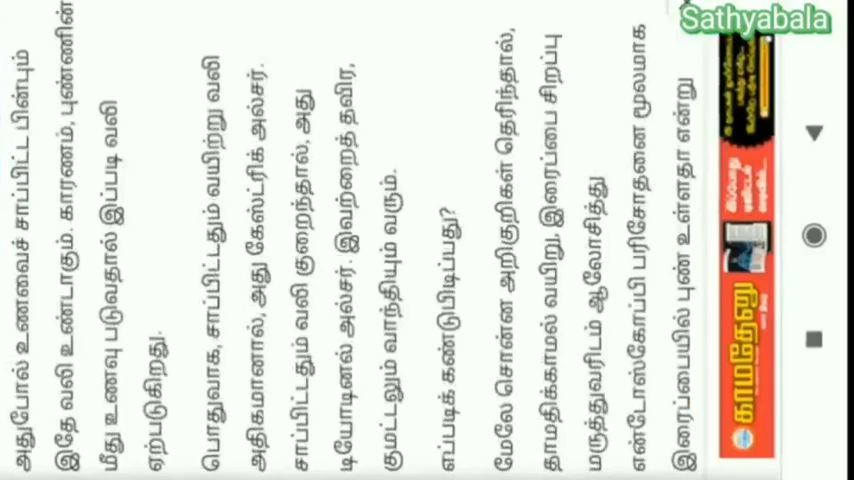 அதுபோல் உணவைச் சாப்பிட்ட பின்பும்
இதே வலி உண்டாகும். காரணம், புண்ணின்
மீது உணவு படுவதால் இப்படி வலி
ஏற்படுகிறது.
பொதுவாக, சாப்பிட்டதும் வயிற்று வலி
அதிகமானால், அது கேஸ்ட்ரிக் அல்சர்.
சாப்பிட்டதும் வலி குறைந்தால், அது
டியோடினல் அல்சர். இவற்றைத் தவிர,
குமட்டலும் வாந்தியும் வரும்.
எப்படிக் கண்டுபிடிப்பது?
மேலே சொன்ன அறிகுறிகள் தெரிந்தால்,
தாமதிக்காமல் வயிறு, இரைப்பை சிறப்பு
மருத்துவரிடம் ஆலோசித்து
என்டோஸ்கோப்பி பரிசோதனை மூலமாக
இரைப்பையில் புண் உள்ளதா என்று
Sathyabala
காமதேனு
இப்போது